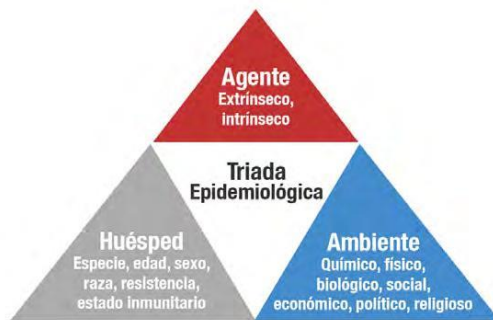 Agente
Extrínseco,
intrínseco
Triada
Epidemiológica
Huésped
Especie, edad, sexo,
raza, resistencia,
estado inmunitario
Ambiente
Químico, físico,
biológico, social,
económico, político, religioso